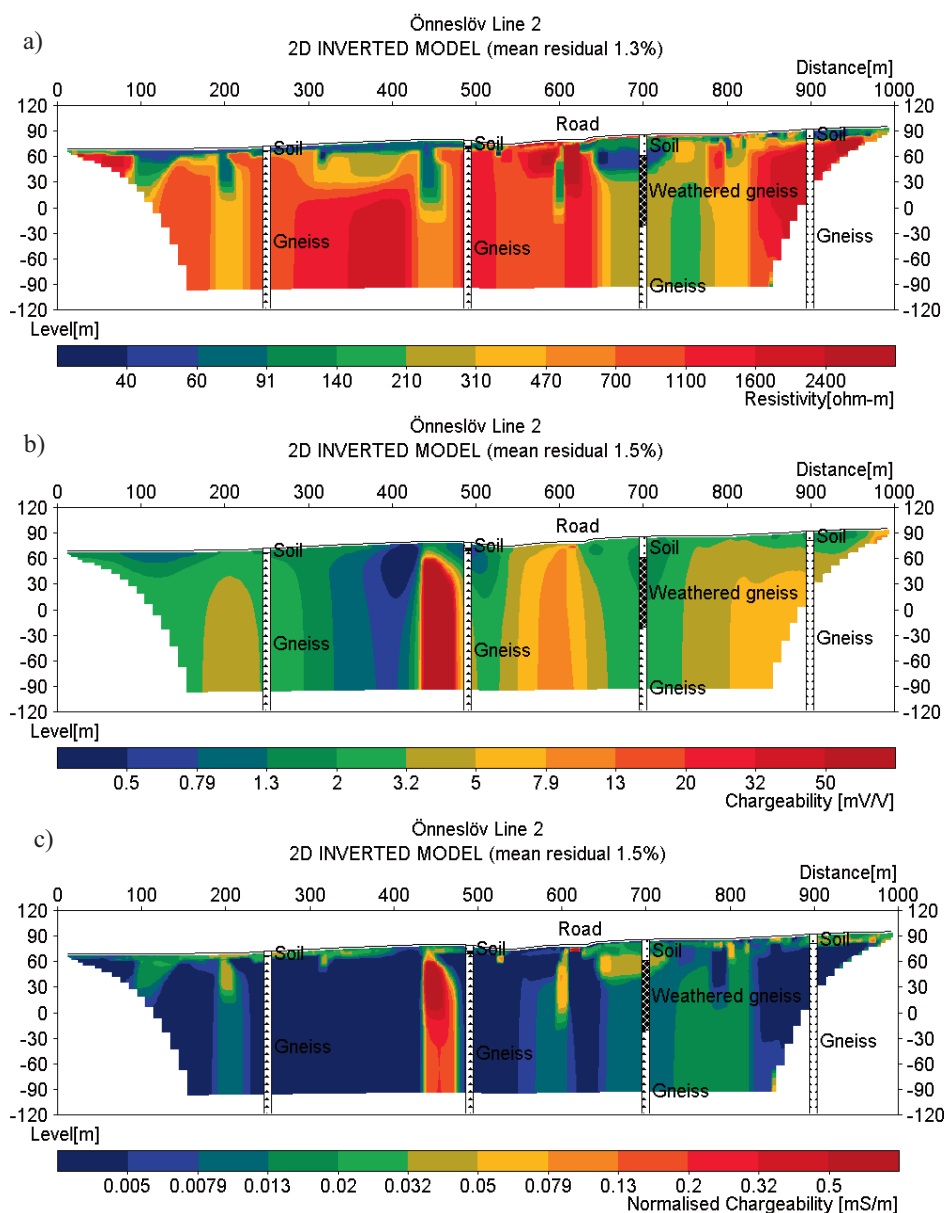 a)
Önneslöv Line 2
2D INVERTED MODEL (mean residual 1.3%)
Distance[m]
0 100 200 300 400 500 600 700 800 900 1000
120 120
90 90
60 60
30 30
0 0
-30 -30
-60 -60
-90 -90
-120 -120
Road
Soil Soil Soil Soil
Weathered gneiss
Gneiss Gneiss Gneiss Gneiss
Level[m]
40 60 91 140 210 310 470 700 1100 1600 2400
Resistivity[ohm-m]
b)
Önneslöv Line 2
2D INVERTED MODEL (mean residual 1.5%)
Distance[m]
0 100 200 300 400 500 600 700 800 900 1000
120 120
90 90
60 60
30 30
0 0
-30 -30
-60 -60
-90 -90
-120 -120
Road
Soil Soil Soil Soil
Weathered gneiss
Gneiss Gneiss Gneiss Gneiss
Level[m]
0.5 0.79 1.3 2 3.2 5 7.9 13 20 32 50
Chargeability [mV/V]
c)
Önneslöv Line 2
2D INVERTED MODEL (mean residual 1.5%)
Distance[m]
0 100 200 300 400 500 600 700 800 900 1000
120 120
90 90
60 60
30 30
0 0
-30 -30
-60 -60
-90 -90
-120 -120
Road
Soil Soil Soil Soil
Weathered gneiss
Gneiss Gneiss Gneiss Gneiss
Level[m]
0.005 0.0079 0.013 0.02 0.032 0.05 0.079 0.13 0.2 0.32 0.5
Normalised Chargeability [mS/m]